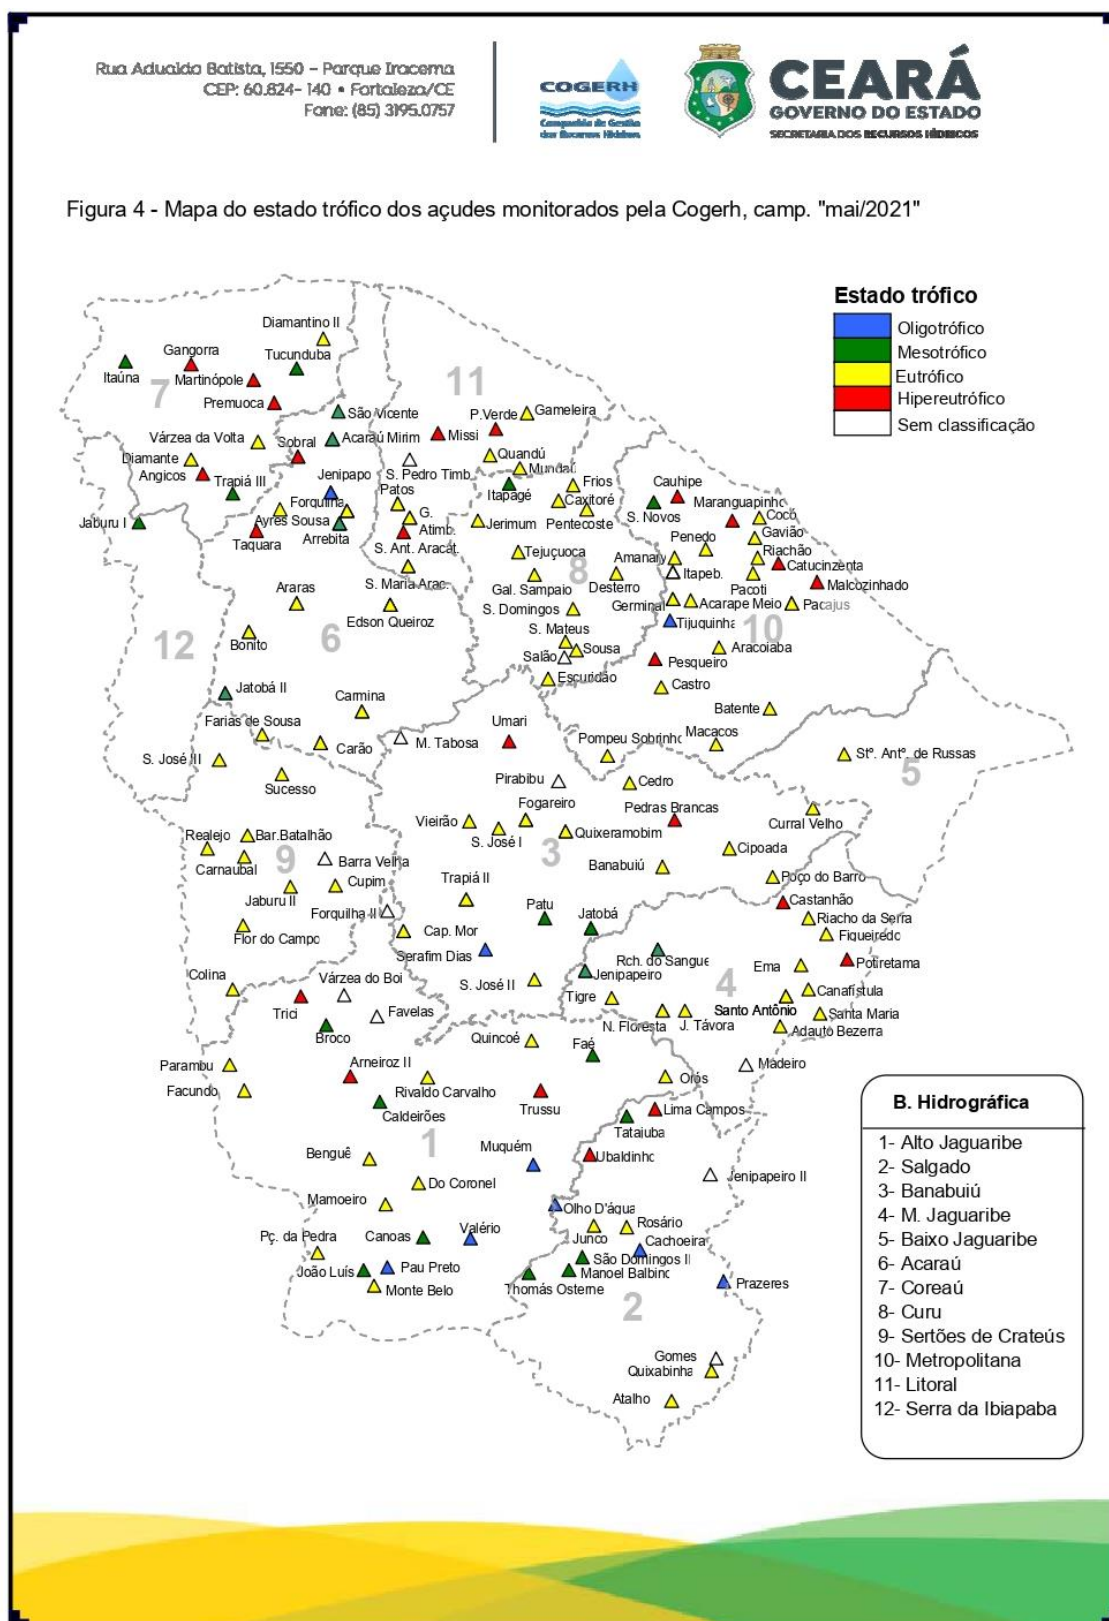 Rua Adualdo Batista, 1550 – Parque Iracema
CEP: 60.824- 140 • Fortaleza/CE
Fone: (85) 3195.0757
COGERH
Companhia de Gestão
dos Recursos Hídricos
CEARÁ
GOVERNO DO ESTADO
SECRETARIA DOS RECURSOS HÍDRICOS
Figura 4 - Mapa do estado trófico dos açudes monitorados pela Cogerh, camp. "mai/2021"
Estado trófico
Oligotrófico
Mesotrófico
Eutrófico
Hipereutrófico
Sem classificação
Diamantino II
Gangorra
Tucunduba
Itaúna
Martinópole
7
11
Premuoca
São Vicente
P.Verde
Gameleira
Várzea da Volta
Sobral
Acaraú Mirim
Missi
Diamante
Quandú
Angicos
Trapiá III
Jenipapo
S. Pedro Timb.
Mundaú
Patos
Itapagé
Frios
Cauhipe
Forquilha
Caxitoré
Maranguapinho
Jaburu I
Ayres Sousa
G.
Jerimum
Pentecoste
S. Novos
Cocó
Taquara
Arrebita
Atimb.
Gavião
S. Ant. Aracat.
Tejuçuoca
Amanary
Penedo
Riachão
Catucinzenta
S. Maria Arac.
Gal. Sampaio
8
Desterro
Itapeb.
Pacoti
Malcozinhado
Araras
Edson Queiroz
S. Domingos
Germinal
Acarape Meio
Pacajus
12
6
Bonito
S. Mateus
Tijuquinha
10
Salão
Sousa
Aracoiaba
Pesqueiro
Jatobá II
Escuridão
Castro
Carmina
Farias de Sousa
Umari
Batente
Carão
M. Tabosa
Pompeu Sobrinho
Macacos
S. José III
Stº. Antº. de Russas
Sucesso
Pirabibu
Cedro
5
Fogareiro
Pedras Brancas
Curral Velho
Realejo
Bar.Batalhão
Vieirão
S. José I
Quixeramobim
Carnaubal
9
Barra Velha
3
Cipoada
Banabuiú
Jaburu II
Cupim
Trapiá II
Poço do Barro
Forquilha II
Patu
Jatobá
Castanhão
Flor do Campo
Cap. Mor
Riacho da Serra
Figueiredo
Serafim Dias
Rch. do Sangue
Ema
Potiretama
Colina
Várzea do Boi
S. José II
Jenipapeiro
4
Canafístula
Trici
Favelas
Tigre
Santo Antônio
Santa Maria
Broco
N. Floresta
J. Távora
Adauto Bezerra
Quincoé
Parambu
Arneiroz II
Faé
Madeiro
Facundo
Rivaldo Carvalho
Orós
Caldeirões
Trussu
Lima Campos
Tataiuba
1
Benguê
Muquém
Ubaldinho
Jenipapeiro II
Do Coronel
Mamoeiro
Olho D'água
Pç. da Pedra
Canoas
Valério
Junco
Rosário
Cachoeira
João Luís
Pau Preto
São Domingos II
Monte Belo
Thomás Osterne
Manoel Balbino
Prazeres
2
Gomes
Quixabinha
Atalho
B. Hidrográfica
1- Alto Jaguaribe
2- Salgado
3- Banabuiú
4- M. Jaguaribe
5- Baixo Jaguaribe
6- Acaraú
7- Coreaú
8- Curu
9- Sertões de Crateús
10- Metropolitana
11- Litoral
12- Serra da Ibiapaba